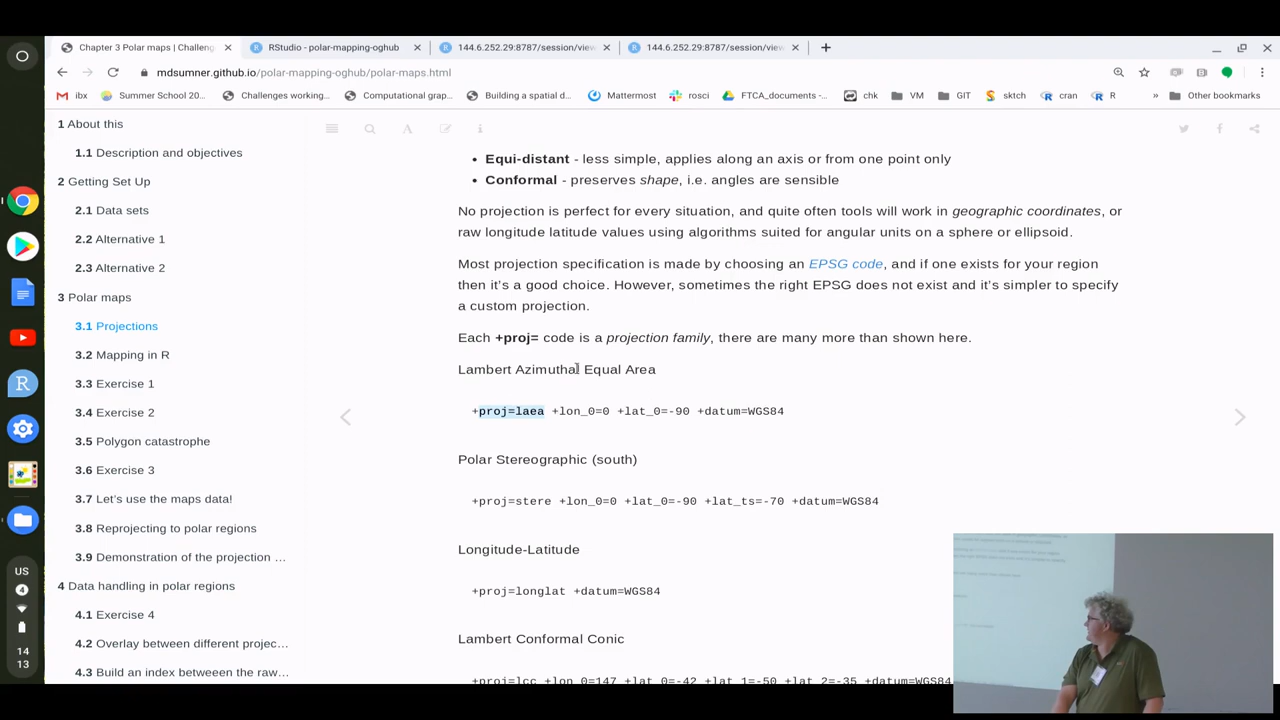 Chapter 3 Polar maps | Challeng
RStudio - polar-mapping-oghub
144.6.252.29:8787/session/view
144.6.252.29:8787/session/view
mdsumner.github.io/polar-mapping-oghub/polar-maps.html
ibx
Summer School 20...
Challenges working...
Computational grap...
Building a spatial d...
Mattermost
rosci
FTCA_documents -...
chk
VM
GIT
sktch
cran
R
»
Other bookmarks
1 About this
1.1 Description and objectives
2 Getting Set Up
2.1 Data sets
2.2 Alternative 1
2.3 Alternative 2
3 Polar maps
3.1 Projections
3.2 Mapping in R
3.3 Exercise 1
3.4 Exercise 2
3.5 Polygon catastrophe
3.6 Exercise 3
3.7 Let's use the maps data!
3.8 Reprojecting to polar regions
3.9 Demonstration of the projection ...
4 Data handling in polar regions
4.1 Exercise 4
4.2 Overlay between different projec...
4.3 Build an index betweeen the raw...
• Equi-distant - less simple, applies along an axis or from one point only
• Conformal - preserves shape, i.e. angles are sensible
No projection is perfect for every situation, and quite often tools will work in geographic coordinates, or
raw longitude latitude values using algorithms suited for angular units on a sphere or ellipsoid.
Most projection specification is made by choosing an EPSG code, and if one exists for your region
then it's a good choice. However, sometimes the right EPSG does not exist and it's simpler to specify
a custom projection.
Each +proj= code is a projection family, there are many more than shown here.
Lambert Azimuthal Equal Area
+proj=laea +lon_0=0 +lat_0=-90 +datum=WGS84
Polar Stereographic (south)
+proj=stere +lon_0=0 +lat_0=-90 +lat_ts=-70 +datum=WGS84
Longitude-Latitude
+proj=longlat +datum=WGS84
Lambert Conformal Conic
+proj=lcc +lon_0=147 +lat_0=-42 +lat_1=-50 +lat_2=-35 +datum=WGS84
US
4
14
13